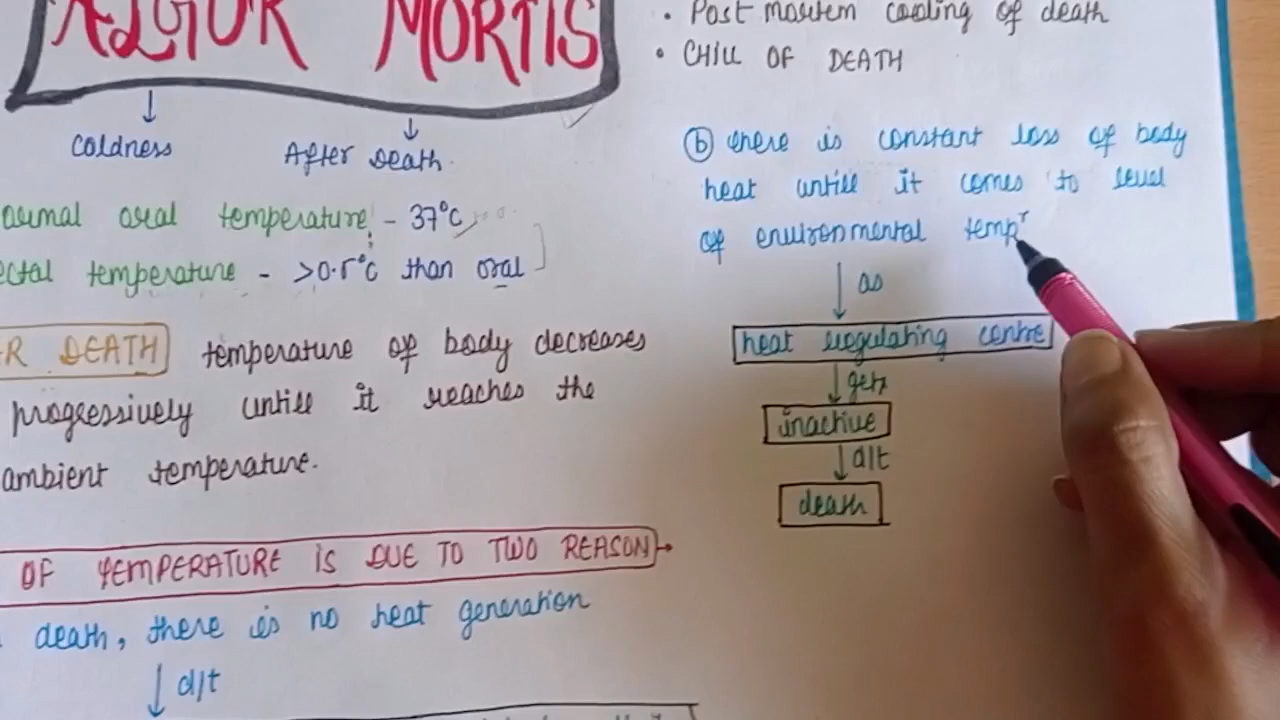 ALGOR MORTIS
coldness After Death.
ormal oral temperature - 37°C
ectal temperature - >0.5°C than oral
R DEATH temperature of body decreases
progressively untill it reaches the
ambient temperature.
OF TEMPERATURE IS DUE TO TWO REASON
death, there is no heat generation
d/t
• Post mortem cooling of death
• CHILL OF DEATH
(b) there is constant loss of body
heat untill it comes to level
of environmental tempr
as
heat regulating centre
gets
inactive
d/t
death